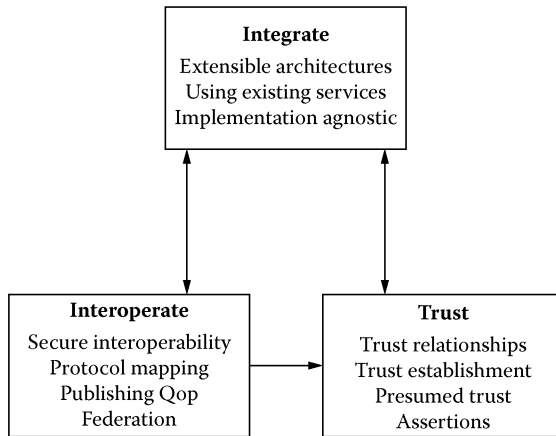 Integrate
Extensible architectures
Using existing services
Implementation agnostic
Interoperate
Secure interoperability
Protocol mapping
Publishing Qop
Federation
Trust
Trust relationships
Trust establishment
Presumed trust
Assertions